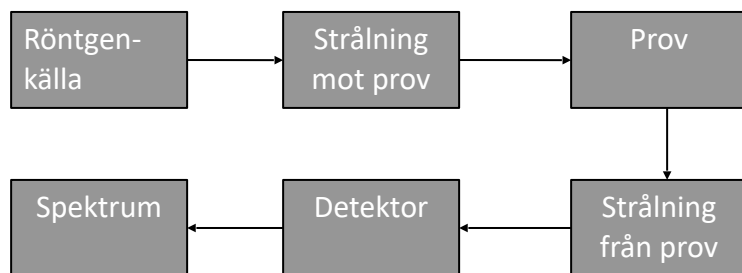 Röntgen-
källa
Strålning
mot prov
Prov
Spektrum
Detektor
Strålning
från prov